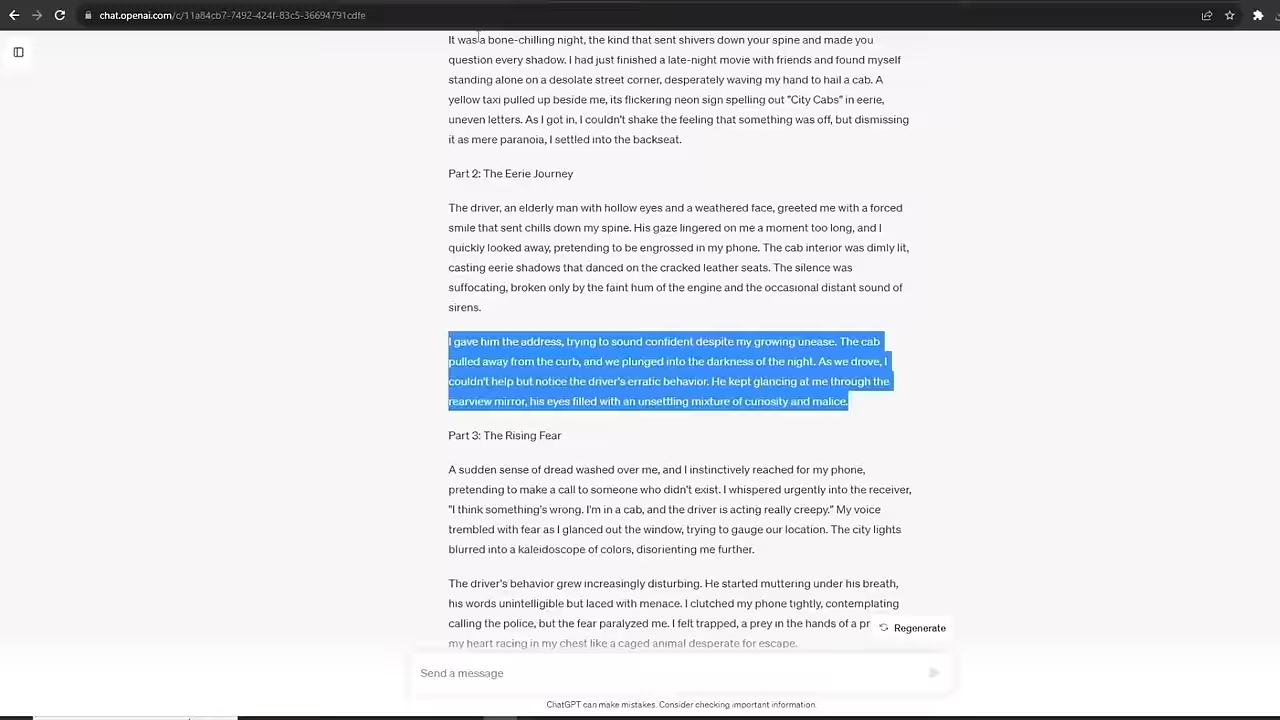 chat.openai.com/c/11a84cb7-7492-424f-83c5-36694791cdfe
It was a bone-chilling night, the kind that sent shivers down your spine and made you
question every shadow. I had just finished a late-night movie with friends and found myself
standing alone on a desolate street corner, desperately waving my hand to hail a cab. A
yellow taxi pulled up beside me, its flickering neon sign spelling out "City Cabs" in eerie,
uneven letters. As I got in, I couldn't shake the feeling that something was off, but dismissing
it as mere paranoia, I settled into the backseat.
Part 2: The Eerie Journey
The driver, an elderly man with hollow eyes and a weathered face, greeted me with a forced
smile that sent chills down my spine. His gaze lingered on me a moment too long, and I
quickly looked away, pretending to be engrossed in my phone. The cab interior was dimly lit,
casting eerie shadows that danced on the cracked leather seats. The silence was
suffocating, broken only by the faint hum of the engine and the occasional distant sound of
sirens.
I gave him the address, trying to sound confident despite my growing unease. The cab
pulled away from the curb, and we plunged into the darkness of the night. As we drove, I
couldn't help but notice the driver's erratic behavior. He kept glancing at me through the
rearview mirror, his eyes filled with an unsettling mixture of curiosity and malice.
Part 3: The Rising Fear
A sudden sense of dread washed over me, and I instinctively reached for my phone,
pretending to make a call to someone who didn't exist. I whispered urgently into the receiver,
"I think something's wrong. I'm in a cab, and the driver is acting really creepy." My voice
trembled with fear as I glanced out the window, trying to gauge our location. The city lights
blurred into a kaleidoscope of colors, disorienting me further.
The driver's behavior grew increasingly disturbing. He started muttering under his breath,
his words unintelligible but laced with menace. I clutched my phone tightly, contemplating
calling the police, but the fear paralyzed me. I felt trapped, a prey in the hands of a pr
Regenerate
my heart racing in my chest like a caged animal desperate for escape.
Send a message
ChatGPT can make mistakes. Consider checking important information.